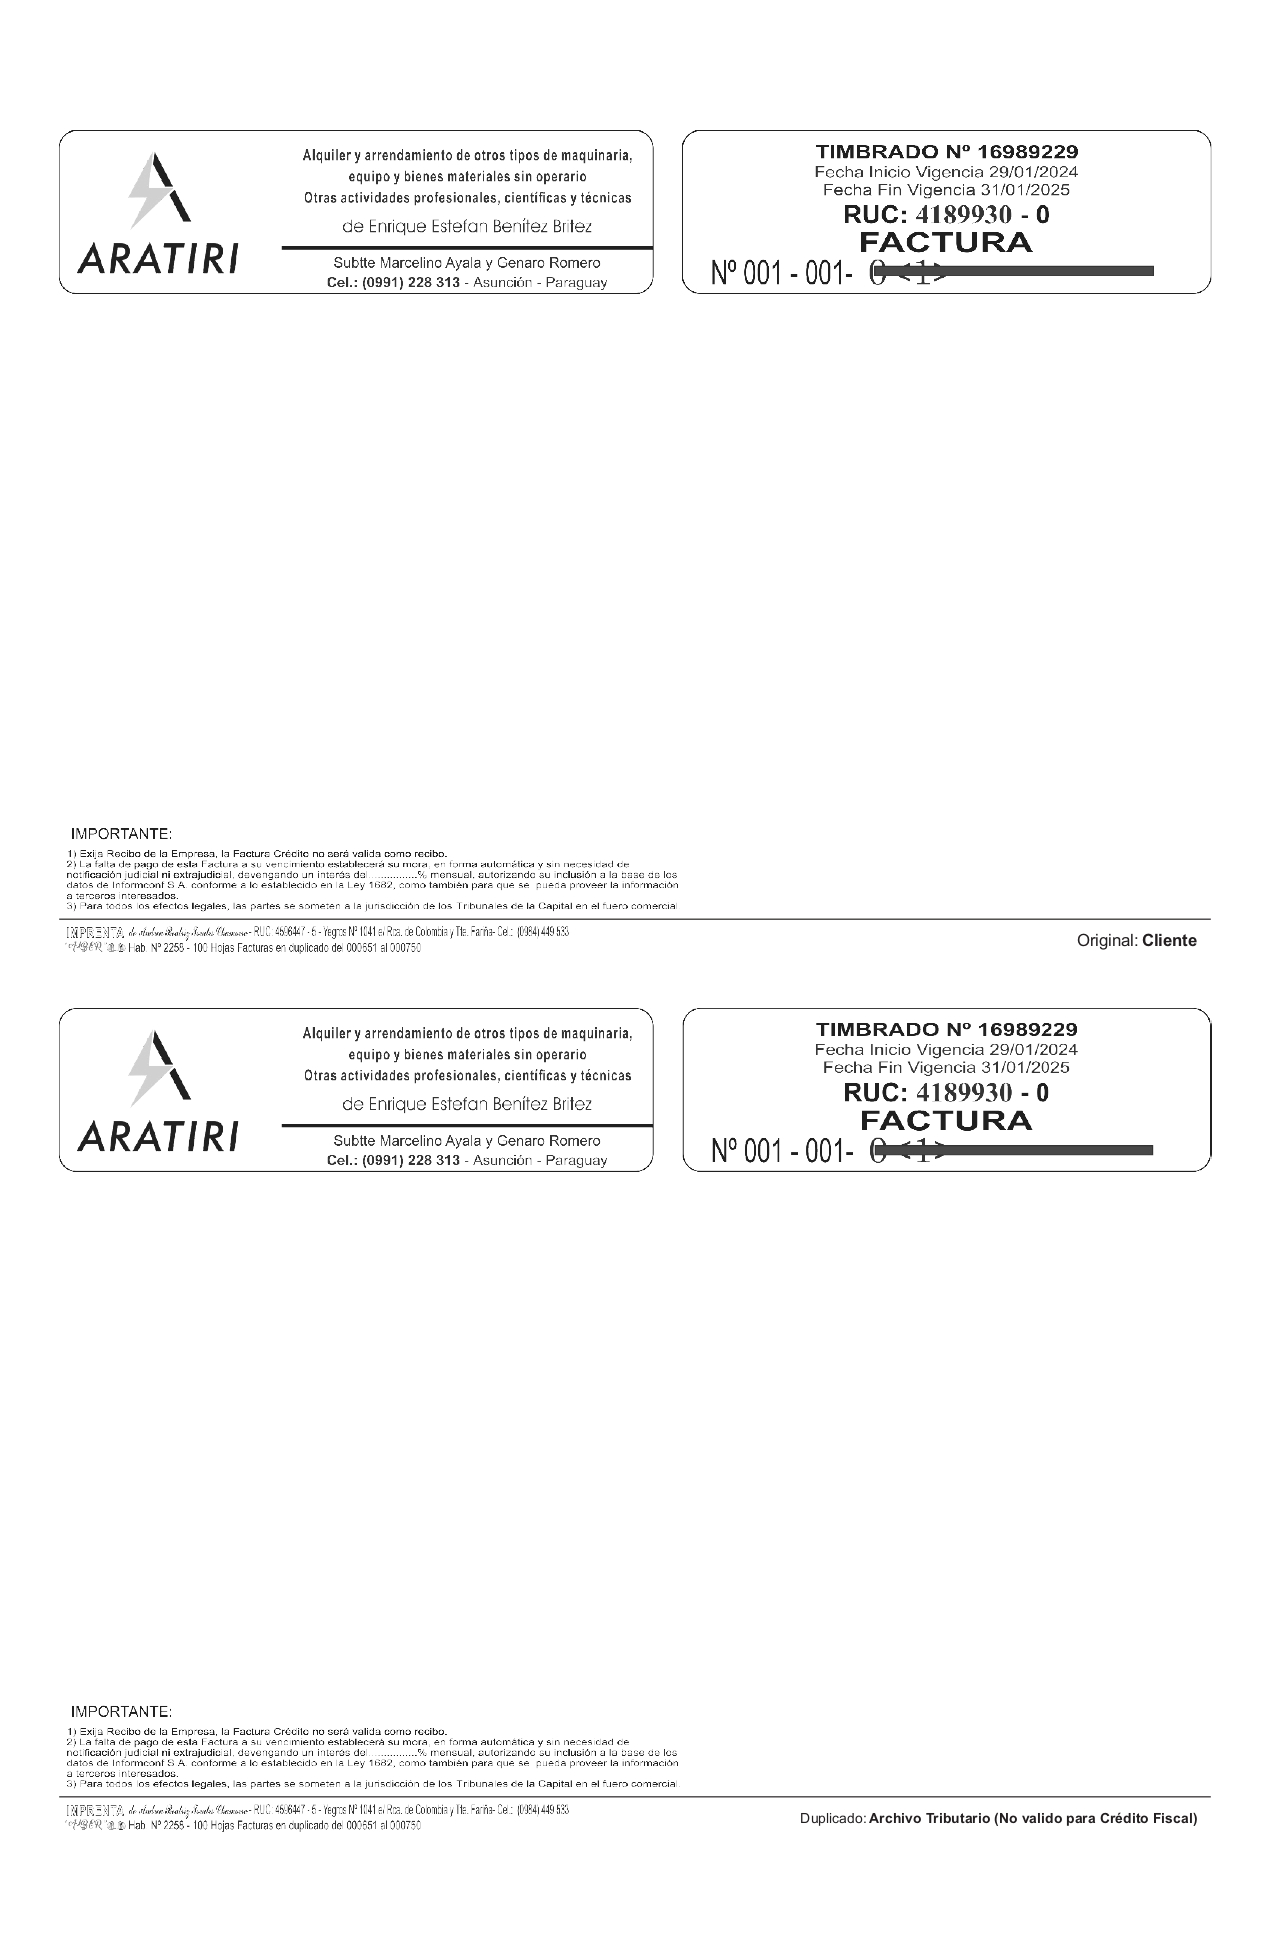 ARATIRI
Alquiler y arrendamiento de otros tipos de maquinaria,
equipo y bienes materiales sin operario
Otras actividades profesionales, científicas y técnicas
de Enrique Estefan Benítez Britez
Subtte Marcelino Ayala y Genaro Romero
Cel.: (0991) 228 313 - Asunción - Paraguay
TIMBRADO Nº 16989229
Fecha Inicio Vigencia 29/01/2024
Fecha Fin Vigencia 31/01/2025
RUC: 4189930 - 0
FACTURA
Nº 001 - 001- 0 <1>
IMPORTANTE:
1) Exija Recibo de la Empresa, la Factura Crédito no será valida como recibo.
2) La falta de pago de esta Factura a su vencimiento establecerá su mora, en forma automática y sin necesidad de
notificación judicial ni extrajudicial, devengando un interés del...............% mensual, autorizando su inclusión a la base de los
datos de Informconf S.A. conforme a lo establecido en la Ley 1682, como también para que se pueda proveer la información
a terceros interesados.
3) Para todos los efectos legales, las partes se someten a la jurisdicción de los Tribunales de la Capital en el fuero comercial
IMPRENTA de - RUC: 4596447 - 5 - Yegros Nº 1041 e/ Rca. de Colombia y Tte. Fariña- Cel.: (0984) 449 533
Hab. Nº 2258 - 100 Hojas Facturas en duplicado del 000651 al 000750
Original: Cliente
ARATIRI
Alquiler y arrendamiento de otros tipos de maquinaria,
equipo y bienes materiales sin operario
Otras actividades profesionales, científicas y técnicas
de Enrique Estefan Benítez Britez
Subtte Marcelino Ayala y Genaro Romero
Cel.: (0991) 228 313 - Asunción - Paraguay
TIMBRADO Nº 16989229
Fecha Inicio Vigencia 29/01/2024
Fecha Fin Vigencia 31/01/2025
RUC: 4189930 - 0
FACTURA
Nº 001 - 001- 0 <1>
IMPORTANTE:
1) Exija Recibo de la Empresa, la Factura Crédito no será valida como recibo.
2) La falta de pago de esta Factura a su vencimiento establecerá su mora, en forma automática y sin necesidad de
notificación judicial ni extrajudicial, devengando un interés del...............% mensual, autorizando su inclusión a la base de los
datos de Informconf S.A. conforme a lo establecido en la Ley 1682, como también para que se pueda proveer la información
a terceros interesados.
3) Para todos los efectos legales, las partes se someten a la jurisdicción de los Tribunales de la Capital en el fuero comercial
IMPRENTA de - RUC: 4596447 - 5 - Yegros Nº 1041 e/ Rca. de Colombia y Tte. Fariña- Cel.: (0984) 449 533
Hab. Nº 2258 - 100 Hojas Facturas en duplicado del 000651 al 000750
Duplicado: Archivo Tributario (No valido para Crédito Fiscal)